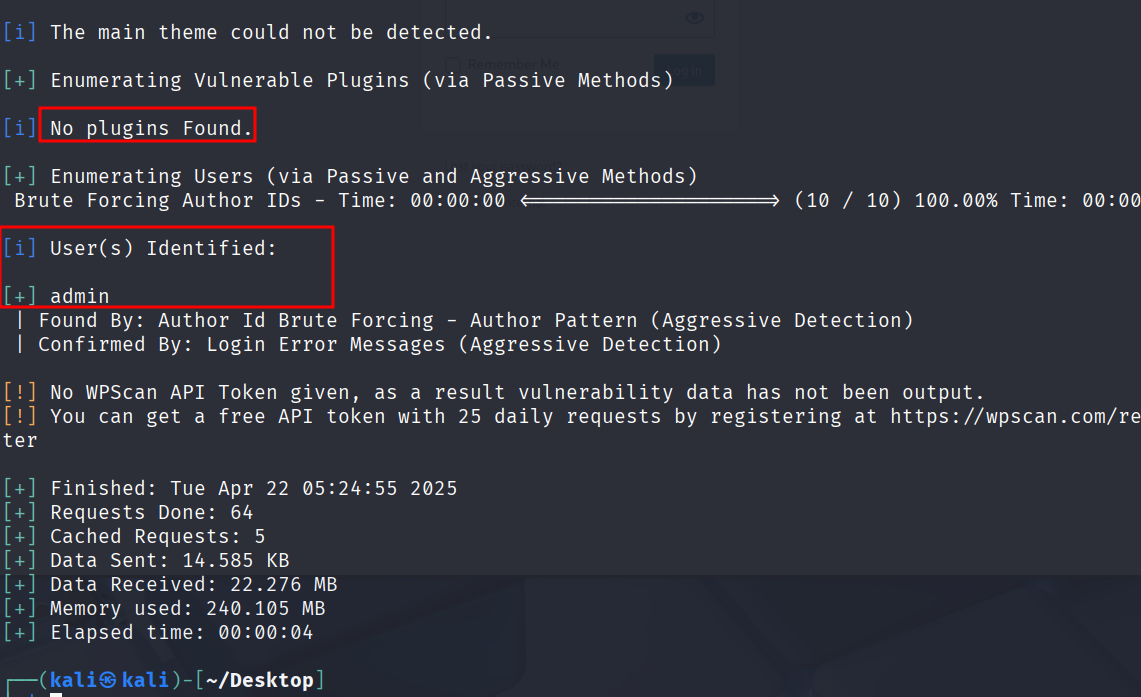 [i] The main theme could not be detected.
Remember Me
Log In
[+] Enumerating Vulnerable Plugins (via Passive Methods)
[i] No plugins Found.
[+] Enumerating Users (via Passive and Aggressive Methods)
Brute Forcing Author IDs - Time: 00:00:00 <==================> (10 / 10) 100.00% Time: 00:00
[i] User(s) Identified:
[+] admin
| Found By: Author Id Brute Forcing - Author Pattern (Aggressive Detection)
| Confirmed By: Login Error Messages (Aggressive Detection)
[!] No WPScan API Token given, as a result vulnerability data has not been output.
[!] You can get a free API token with 25 daily requests by registering at https://wpscan.com/re
ter
[+] Finished: Tue Apr 22 05:24:55 2025
[+] Requests Done: 64
[+] Cached Requests: 5
[+] Data Sent: 14.585 KB
[+] Data Received: 22.276 MB
[+] Memory used: 240.105 MB
[+] Elapsed time: 00:00:04
┌──(kali㉿kali)-[~/Desktop]